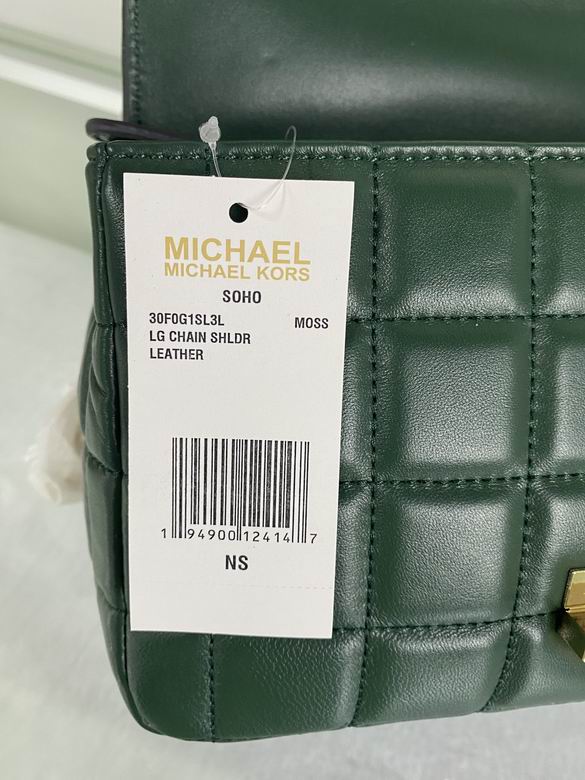 MICHAEL
MICHAEL KORS
SOHO
30F0G1SL3L MOSS
LG CHAIN SHLDR
LEATHER
1 94900 12414 7
NS